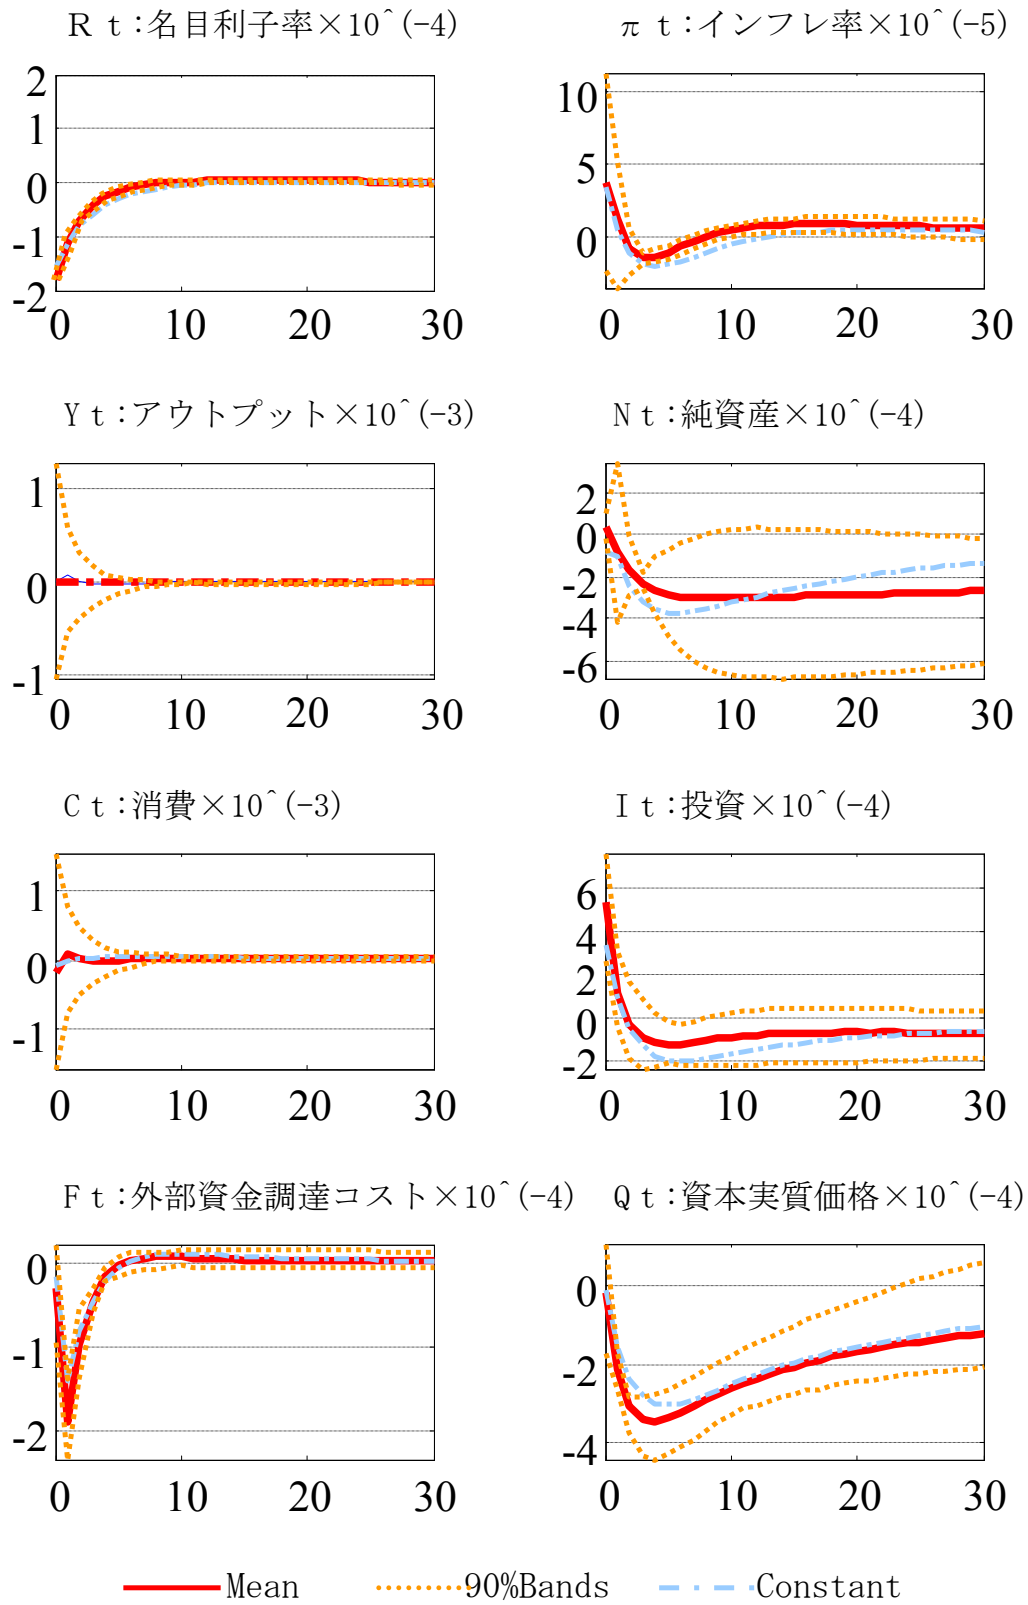 R t:名目利子率×10^(-4)
π t:インフレ率×10^(-5)
2
1
0
-1
-2
0 10 20 30
10
5
0
0 10 20 30
Y t:アウトプット×10^(-3)
N t:純資産×10^(-4)
1
0
-1
0 10 20 30
2
0
-2
-4
-6
0 10 20 30
C t:消費×10^(-3)
I t:投資×10^(-4)
1
0
-1
0 10 20 30
6
4
2
0
-2
0 10 20 30
F t:外部資金調達コスト×10^(-4)
Q t:資本実質価格×10^(-4)
0
-1
-2
0 10 20 30
0
-2
-4
0 10 20 30
Mean 90%Bands Constant